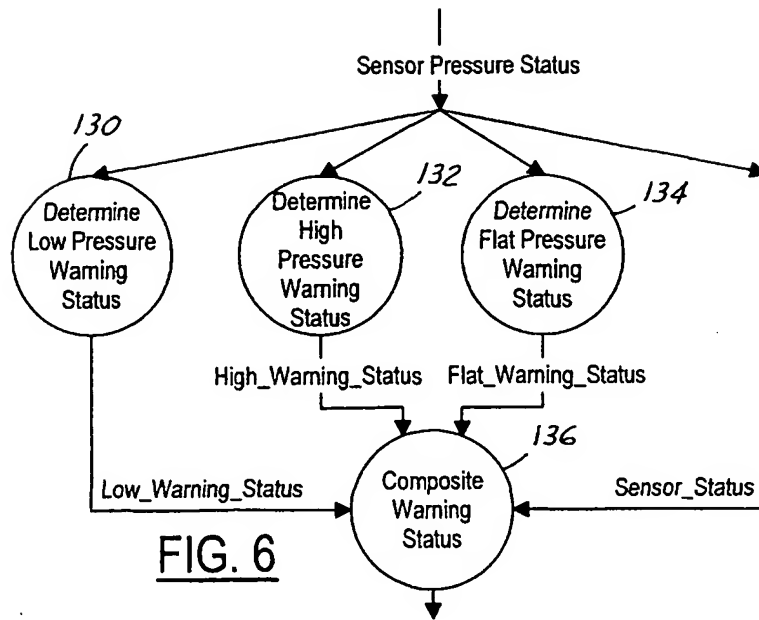 Sensor Pressure Status
130
132
134
Determine
Low Pressure
Warning
Status
Determine
High
Pressure
Warning
Status
Determine
Flat Pressure
Warning
Status
High_Warning_Status
Flat_Warning_Status
136
Low_Warning_Status
Composite
Warning
Status
Sensor_Status
FIG. 6